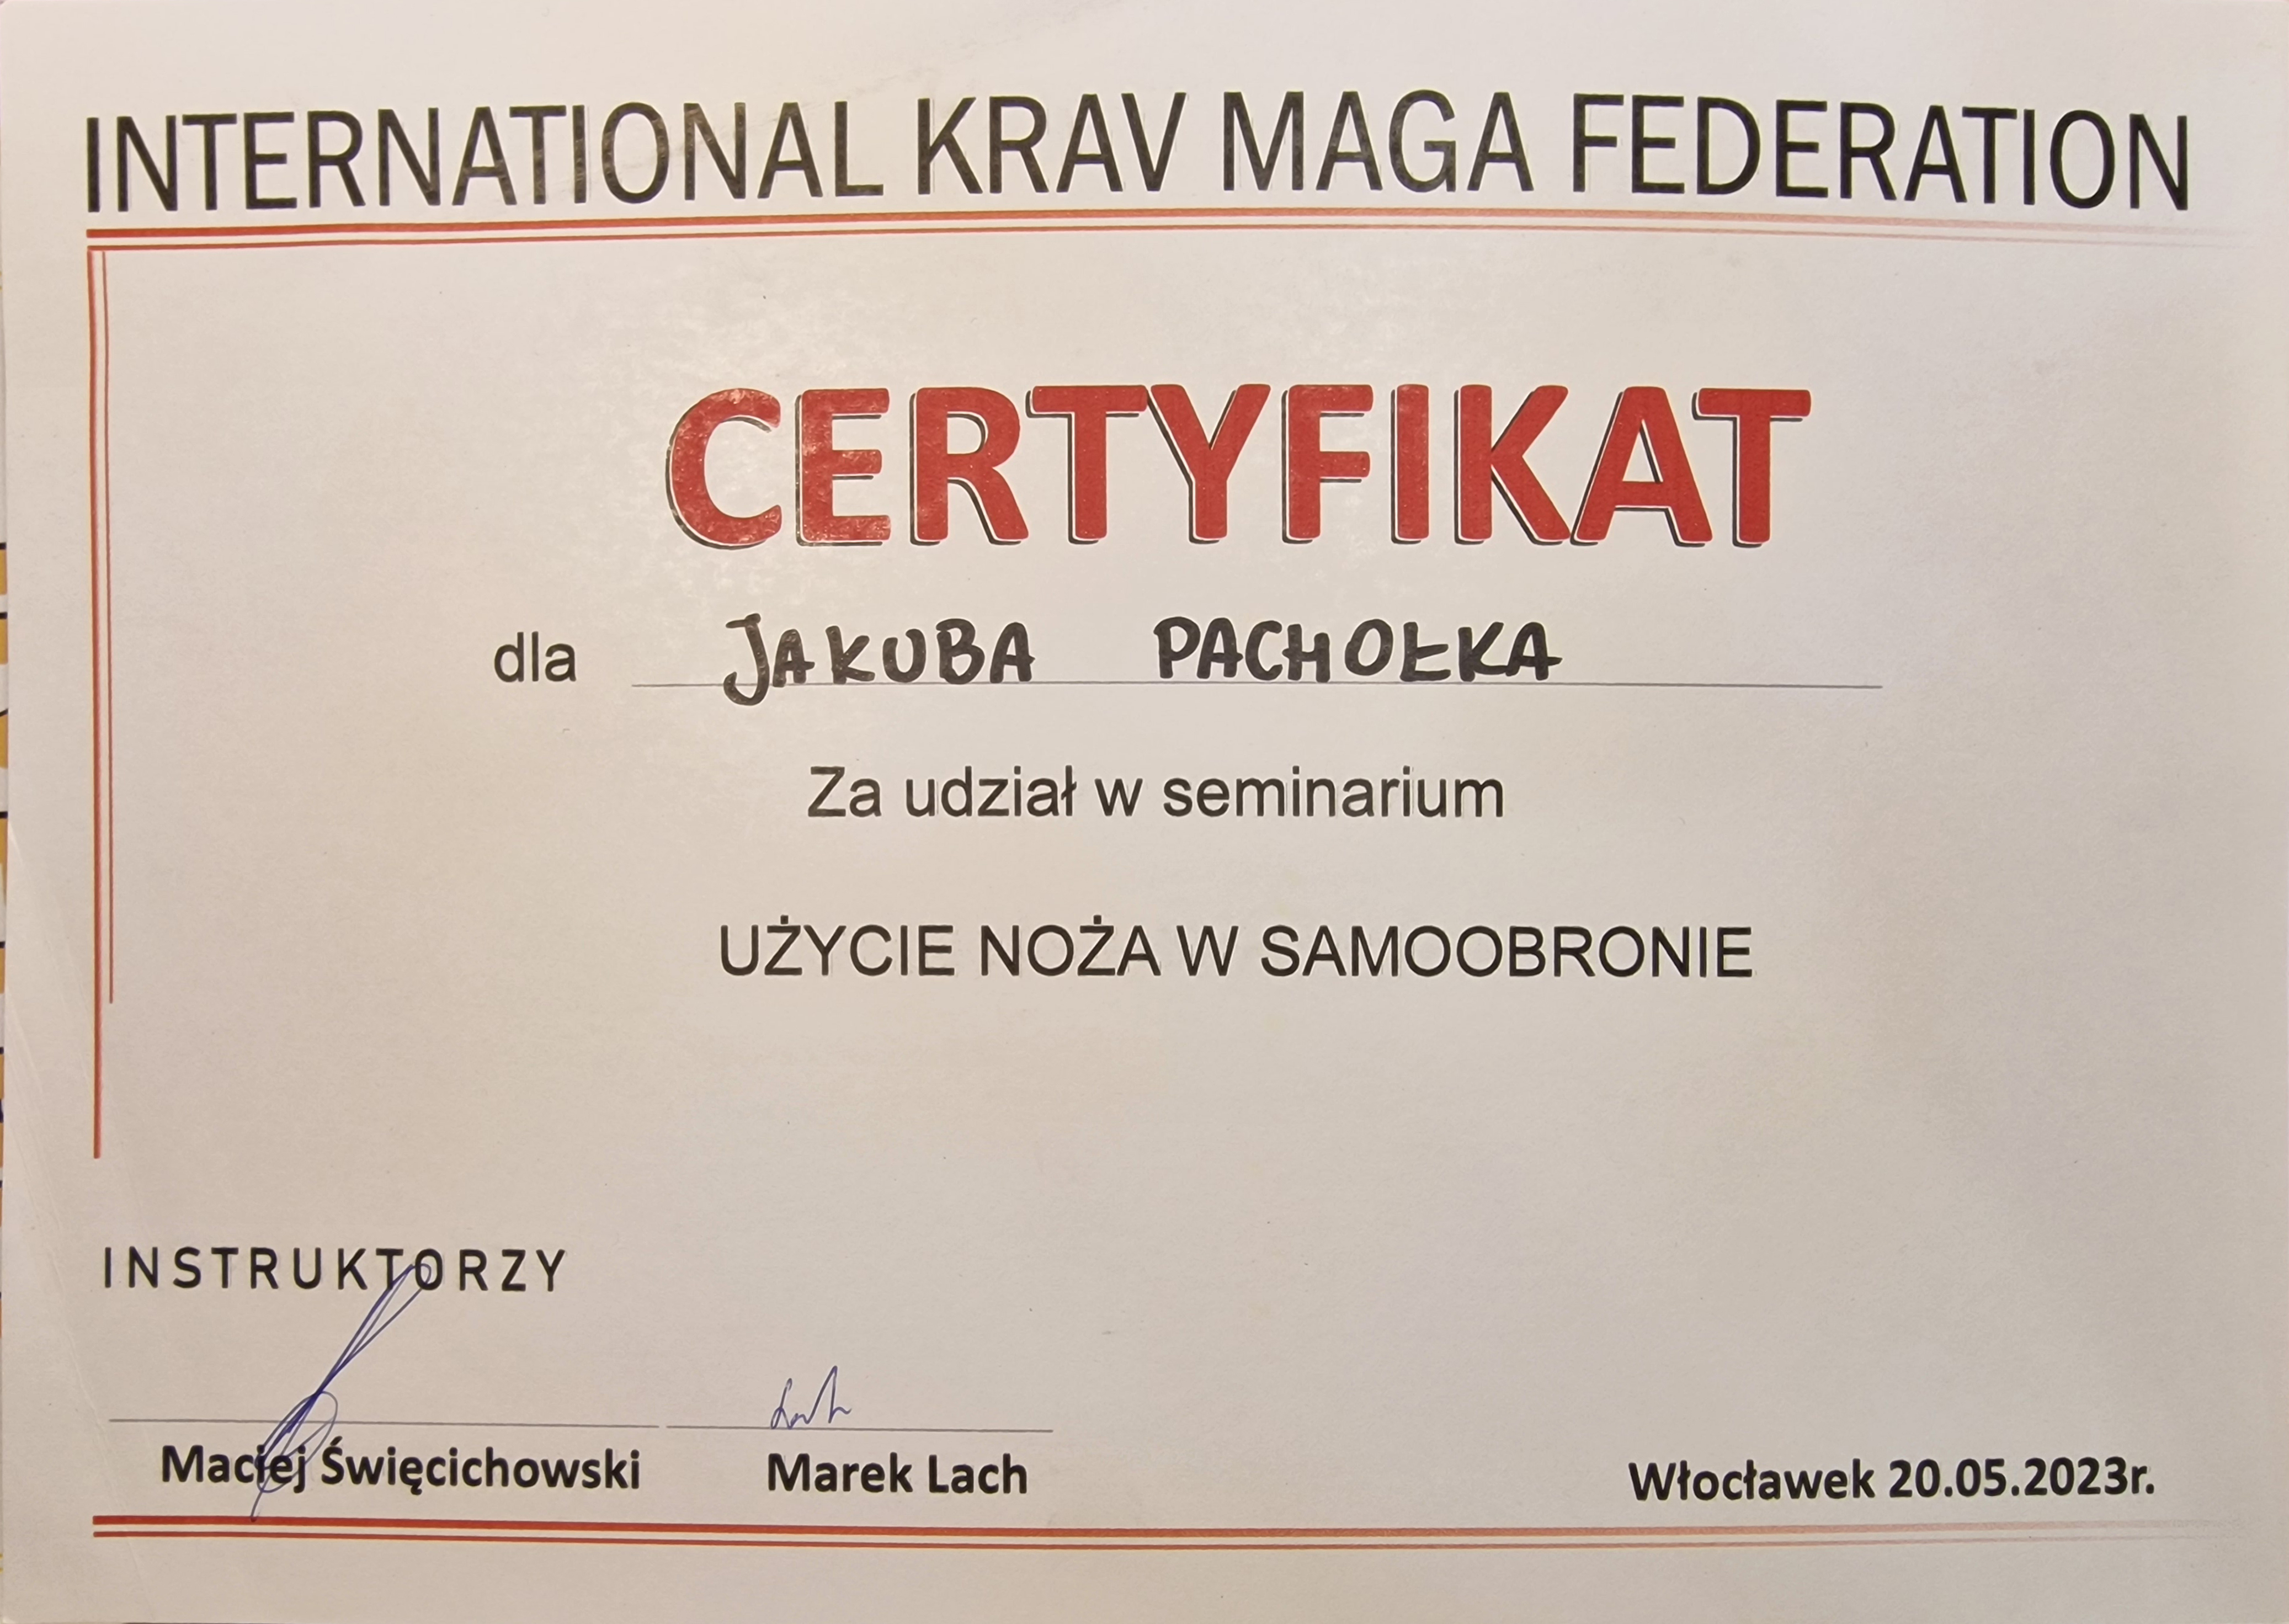 INTERNATIONAL KRAV MAGA FEDERATION
CERTYFIKAT
dla JAKUBA PACHOŁKA
Za udział w seminarium
UŻYCIE NOŻA W SAMOOBRONIE
INSTRUKTORZY
Maciej Święcichowski Marek Lach Włocławek 20.05.2023r.